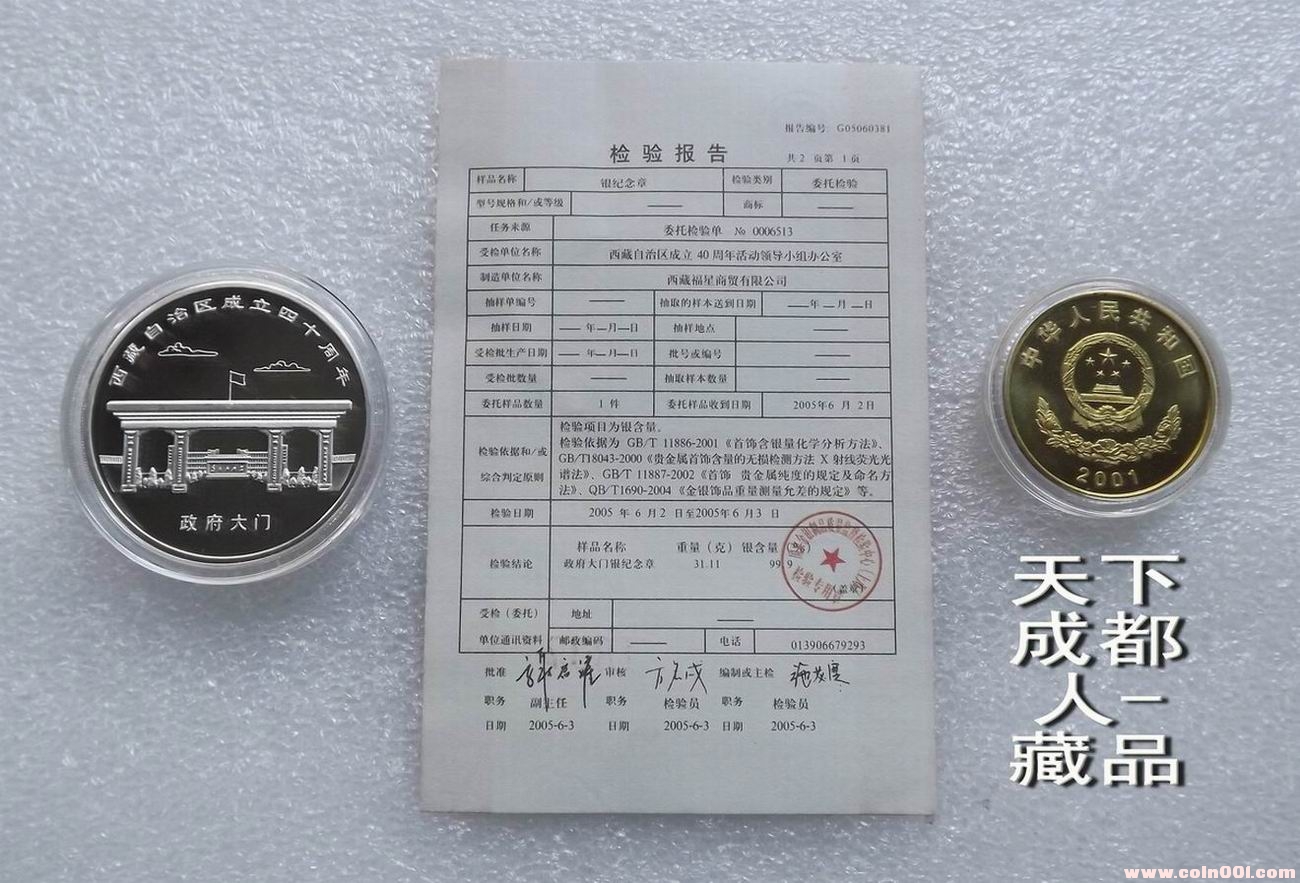 西藏自治区成立四十周年
政府大门
报告编号: G05060381
检验报告
共 2 页第 1 页
样品名称 银纪念章 检验类别 委托检验
型号规格和/或等级 —— 商标 ——
任务来源 委托检验单 № 0006513
受检单位名称 西藏自治区成立 40 周年活动领导小组办公室
制造单位名称 西藏福星商贸有限公司
抽样单编号 —— 抽取的样本送到日期 —年—月—日
抽样日期 —年—月—日 抽样地点 ——
受检批生产日期 —年—月—日 批号或编号 ——
受检批数量 —— 抽取样本数量 ——
委托样品数量 1 件 委托样品收到日期 2005年6 月 2 日
检验依据和/或
综合判定原则
检验项目为银含量。
检验依据为 GB/T 11886-2001《首饰含银量化学分析方法》、
GB/T18043-2000《贵金属首饰含量的无损检测方法 X 射线荧光光
谱法》、GB/T 11887-2002《首饰 贵金属纯度的规定及命名方
法》、QB/T1690-2004《金银饰品重量测量允差的规定》等。
检验日期 2005 年 6 月 2 日至2005年 6 月 3 日
检验结论
样品名称 重量（克） 银含量
政府大门银纪念章 31.11 99.9
（盖章）
检验专用章
受检（委托）
单位通讯资料
地址 ——
邮政编码 —— 电话 013906679293
批准 审核 编制或主检
职务 副主任 职务 检验员 职务 检验员
日期 2005-6-3 日期 2005-6-3 日期 2005-6-3
中华人民共和国
2001
天下
成都
人-
藏品
www.coin001.com